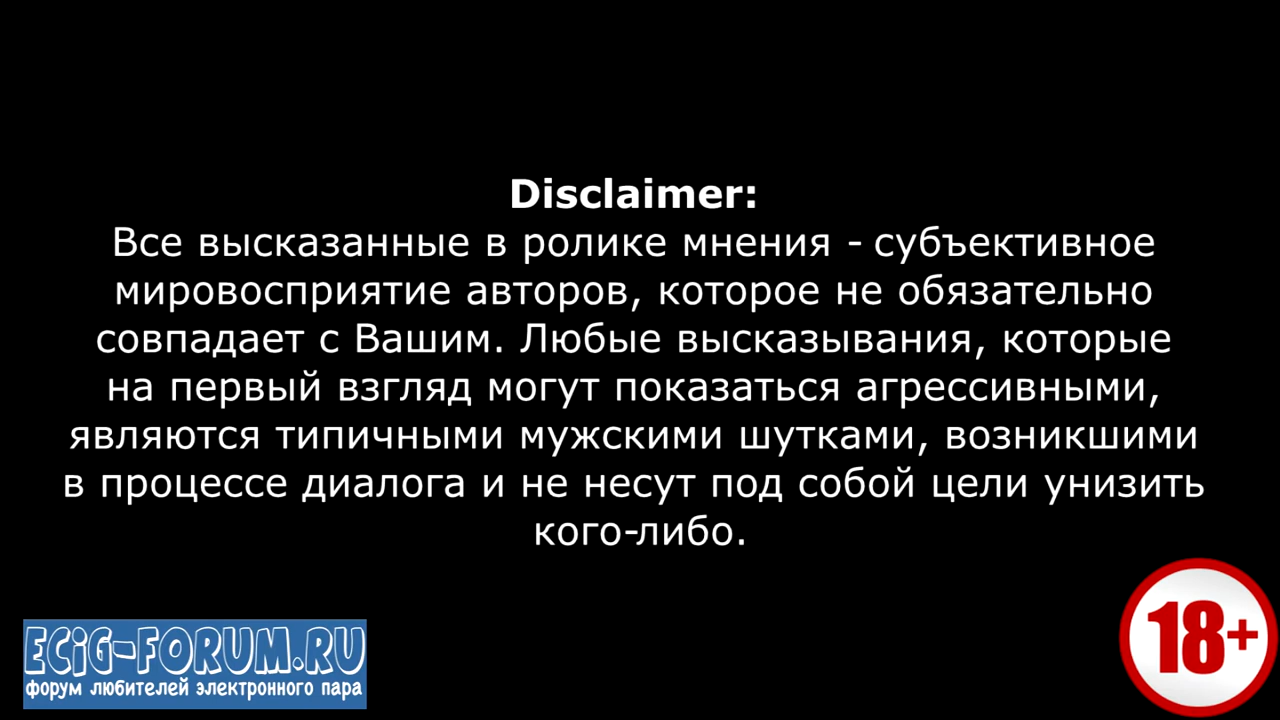 Disclaimer:
Все высказанные в ролике мнения - субъективное
мировосприятие авторов, которое не обязательно
совпадает с Вашим. Любые высказывания, которые
на первый взгляд могут показаться агрессивными,
являются типичными мужскими шутками, возникшими
в процессе диалога и не несут под собой цели унизить
кого-либо.
ECiG-FORUM.RU
форум любителей электронного пара
18+